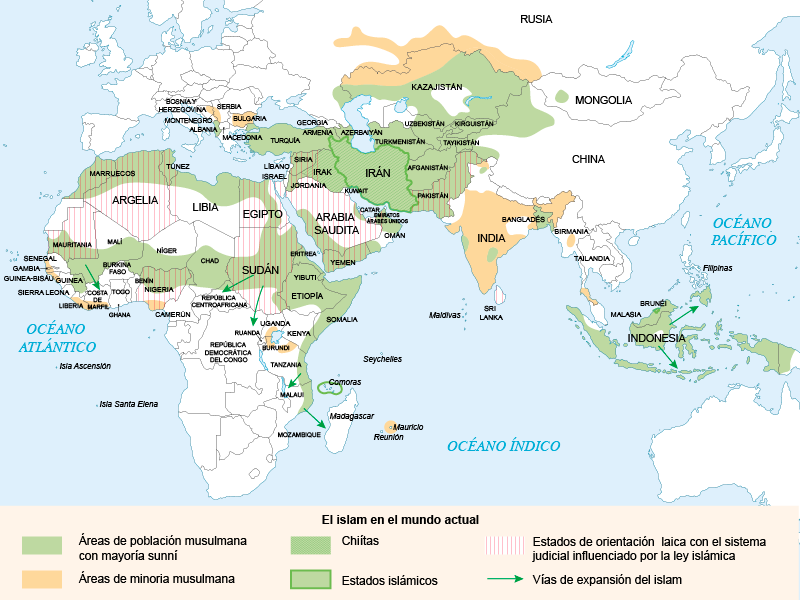 RUSIA
KAZAJISTÁN
MONGOLIA
BOSNIA Y
HERZEGOVINA
SERBIA
MONTENEGRO
BULGARIA
ALBANIA
MACEDONIA
GEORGIA
ARMENIA
AZERBAIYÁN
UZBEKISTÁN
KIRGUISTÁN
TURQUÍA
TURKMENISTÁN
TAYIKISTÁN
CHINA
TÚNEZ
LÍBANO
SIRIA
ISRAEL
IRAK
IRÁN
AFGANISTÁN
MARRUECOS
JORDANIA
KUWAIT
PAKISTÁN
ARGELIA
LIBIA
EGIPTO
ARABIA
SAUDITA
CATAR
EMIRATOS
ÁRABES UNIDOS
OMÁN
INDIA
BANGLADÉS
BIRMANIA
OCÉANO
PACÍFICO
MAURITANIA
MALÍ
NÍGER
CHAD
SUDÁN
ERITREA
YEMEN
TAILANDIA
Filipinas
SENEGAL
GAMBIA
GUINEA-BISÁU
GUINEA
SIERRA LEONA
LIBERIA
BURKINA
FASO
COSTA
DE
MARFIL
TOGO
GHANA
BENÍN
NIGERIA
CAMERÚN
REPÚBLICA
CENTROAFRICANA
YIBUTI
ETIOPÍA
SOMALIA
Maldivas
SRI
LANKA
BRUNÉI
MALASIA
INDONESIA
OCÉANO
ATLÁNTICO
RUANDA
UGANDA
KENYA
BURUNDI
REPÚBLICA
DEMOCRÁTICA
DEL CONGO
TANZANIA
Seychelles
Isla Ascensión
Comoras
MALAUI
Isla Santa Elena
Madagascar
MOZAMBIQUE
Mauricio
Reunión
OCÉANO ÍNDICO
El islam en el mundo actual
Áreas de población musulmana
con mayoría sunní
Áreas de minoria musulmana
Chiítas
Estados islámicos
Estados de orientación laica con el sistema
judicial influenciado por la ley islámica
Vías de expansión del islam